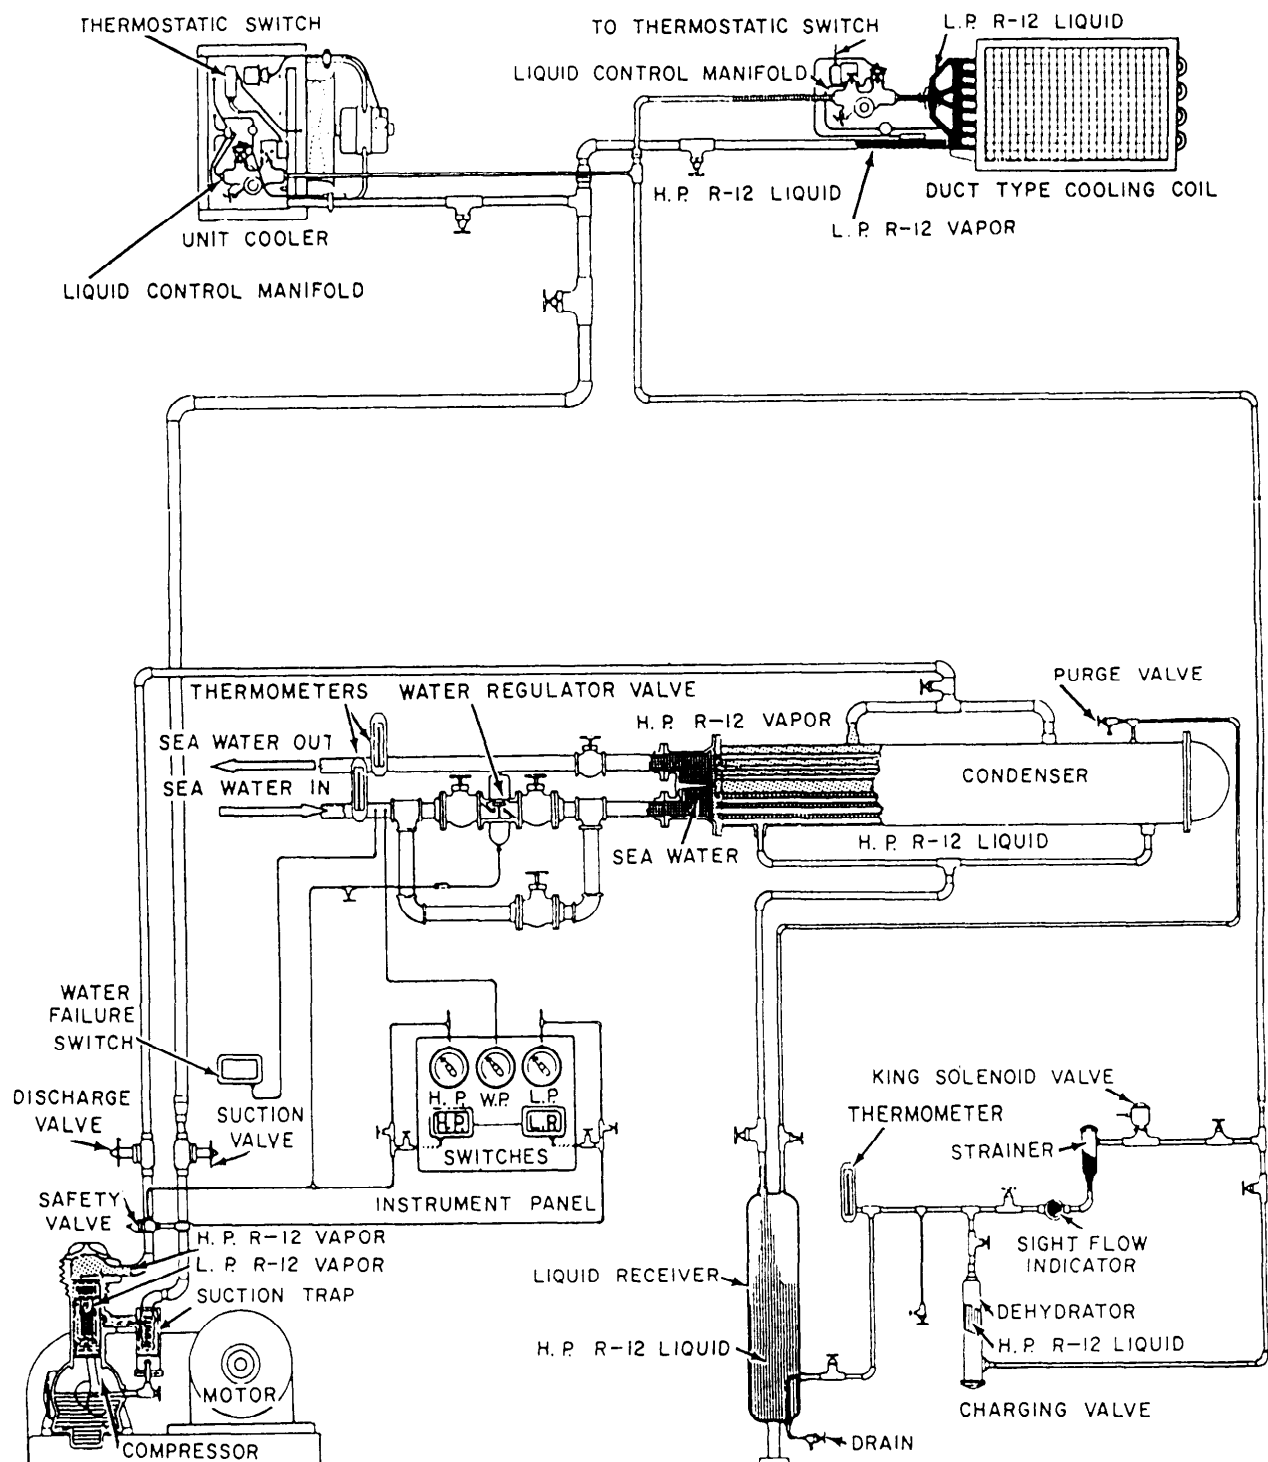 THERMOSTATIC SWITCH
TO THERMOSTATIC SWITCH
L.P. R-12 LIQUID
LIQUID CONTROL MANIFOLD
H.P. R-12 LIQUID
DUCT TYPE COOLING COIL
L.P. R-12 VAPOR
UNIT COOLER
LIQUID CONTROL MANIFOLD
PURGE VALVE
THERMOMETERS
WATER REGULATOR VALVE
H.P. R-12 VAPOR
SEA WATER OUT
CONDENSER
SEA WATER IN
SEA WATER
H.P. R-12 LIQUID
WATER
FAILURE
SWITCH
DISCHARGE
VALVE
SUCTION
VALVE
H.P.
W.P.
L.P.
H.P.
L.P.
SWITCHES
INSTRUMENT PANEL
KING SOLENOID VALVE
THERMOMETER
STRAINER
SAFETY
VALVE
H.P. R-12 VAPOR
L.P. R-12 VAPOR
SUCTION TRAP
SIGHT FLOW
INDICATOR
LIQUID RECEIVER
DEHYDRATOR
H.P. R-12 LIQUID
H.P. R-12 LIQUID
MOTOR
CHARGING VALVE
COMPRESSOR
DRAIN